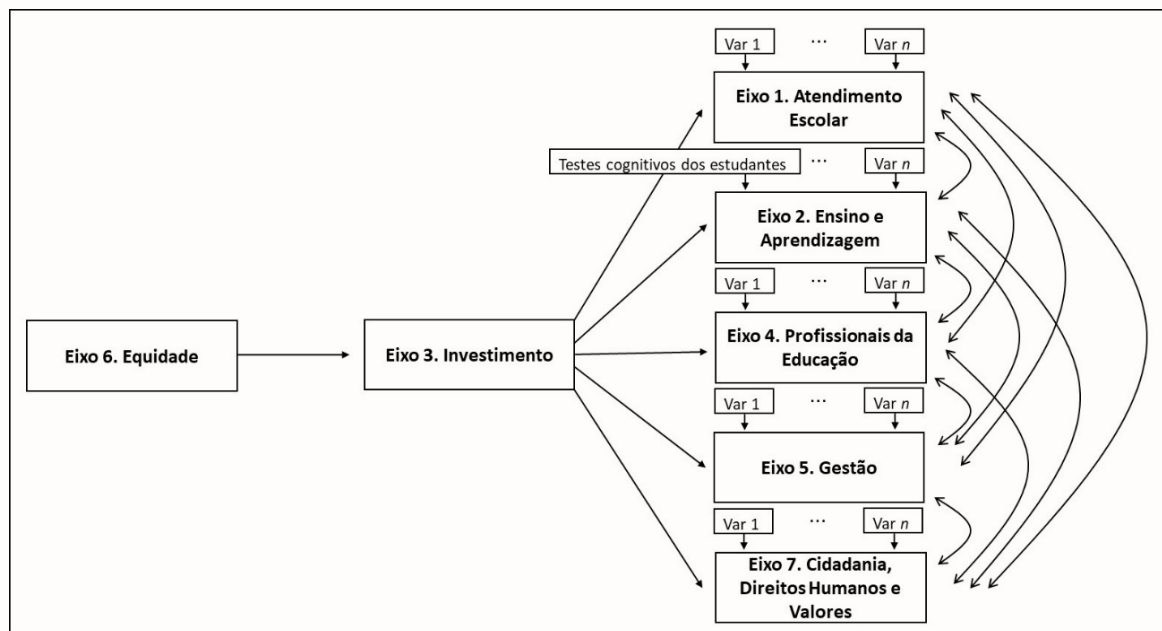 Var 1 ... Var n
Eixo 1. Atendimento
Escolar
Testes cognitivos dos estudantes ... Var n
Eixo 2. Ensino e
Aprendizagem
Var 1 ... Var n
Eixo 6. Equidade
Eixo 3. Investimento
Eixo 4. Profissionais da
Educação
Var 1 ... Var n
Eixo 5. Gestão
Var 1 ... Var n
Eixo 7. Cidadania,
Direitos Humanos e
Valores